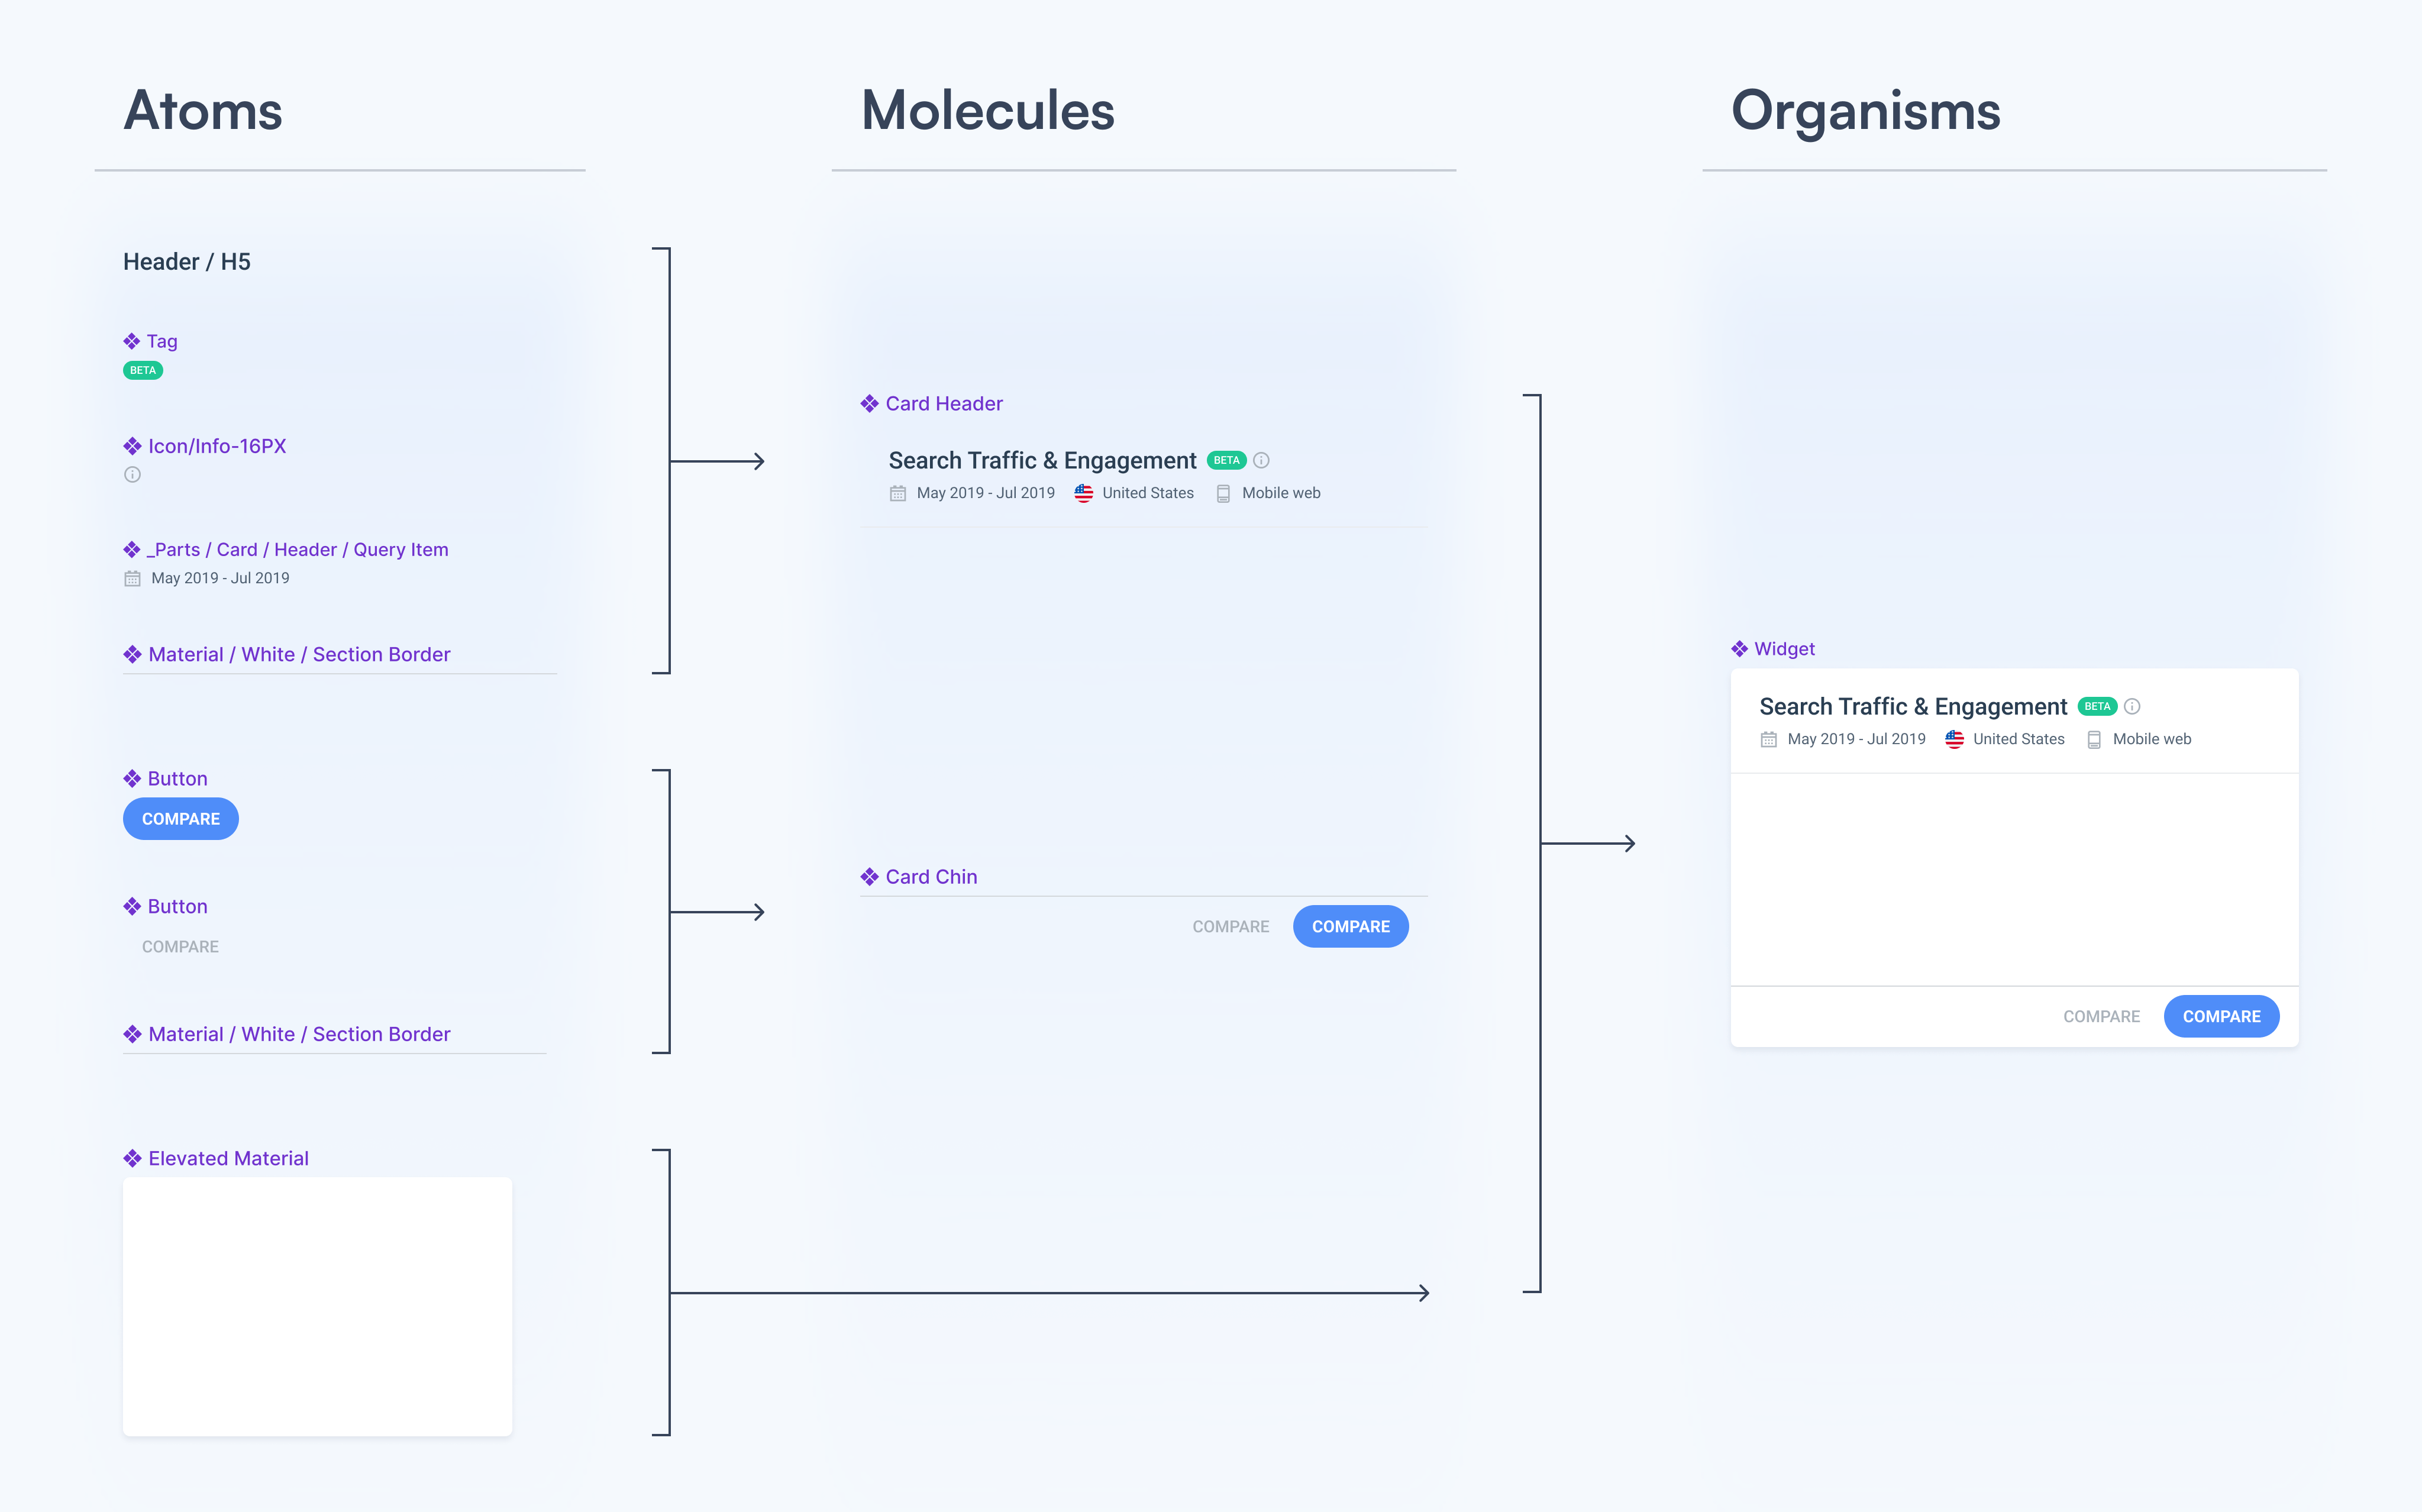 Atoms
Header / H5
Tag
BETA
Icon/Info-16PX
_Parts / Card / Header / Query Item
May 2019 - Jul 2019
Material / White / Section Border
Button
COMPARE
Button
COMPARE
Material / White / Section Border
Elevated Material
Molecules
Card Header
Search Traffic & Engagement BETA
May 2019 - Jul 2019 United States Mobile web
Card Chin
COMPARE COMPARE
Organisms
Widget
Search Traffic & Engagement BETA
May 2019 - Jul 2019 United States Mobile web
COMPARE COMPARE